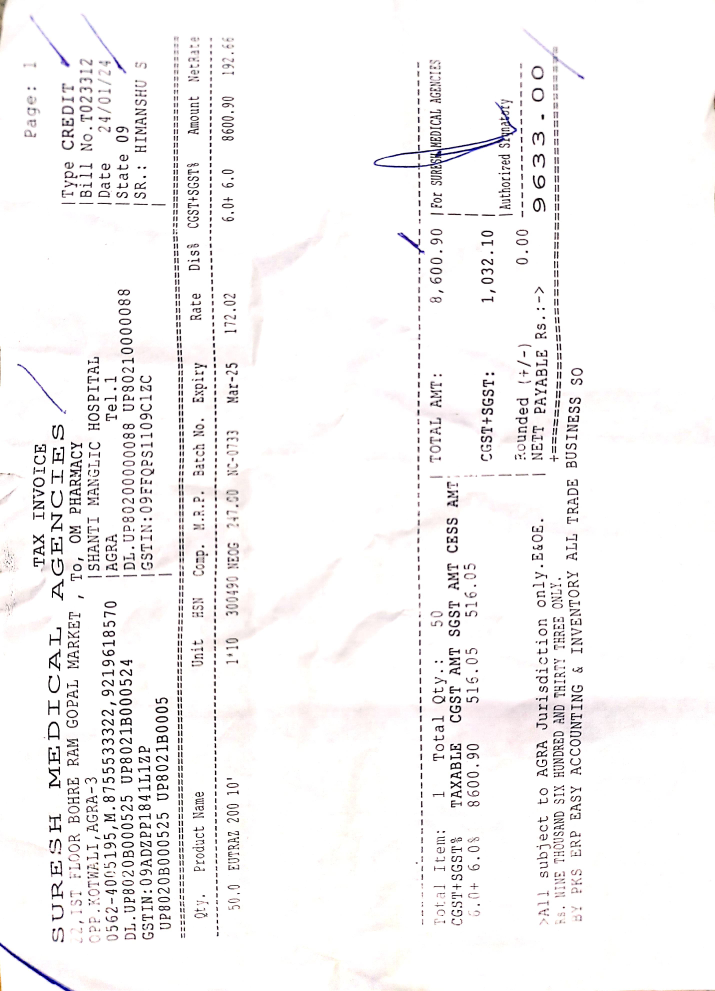 Page: 1
TAX INVOICE
SURESH MEDICAL AGENCIES
22,1ST FLOOR BOHRE RAM GOPAL MARKET , To, OM PHARMACY |Type CREDIT
OPP.KOTWALI,AGRA-3 |SHANTI MANGLIC HOSPITAL |Bill No.T023312
0562-4005195,M.8755533322,9219618570 |AGRA Tel.1 |Date 24/01/24
DL.UP8020B000525 UP8021B000524 |DL.UP80200000088 UP80210000088 |State 09
GSTIN:09ADZPP1841L1ZP |GSTIN:09FFQPS1109C1ZC |SR.: HIMANSHU S
UP8020B000525 UP8021B0005
Qty. Product Name Unit HSN Comp. M.R.P. Batch No. Expiry Rate Dis% CGST+SGST% Amount NetRate
50.0 EUTRAZ 200 10' 1*10 300490 NEOG 247.00 NC-0733 Mar-25 172.02 6.0+ 6.0 8600.90 192.66
Total Item: 1 Total Qty.: 50 | TOTAL AMT: 8,600.90 |For SURESH MEDICAL AGENCIES
CGST+SGST% TAXABLE CGST AMT SGST AMT CESS AMT
6.0+ 6.0% 8600.90 516.05 516.05 CGST+SGST: 1,032.10
|Authorized Signatory
Rounded (+/-) 0.00
>All subject to AGRA Jurisdiction only.E&OE. | NETT PAYABLE Rs.:-> 9633.00
Rs. NINE THOUSAND SIX HUNDRED AND THIRTY THREE ONLY.
BY PKS ERP EASY ACCOUNTING & INVENTORY ALL TRADE BUSINESS SO